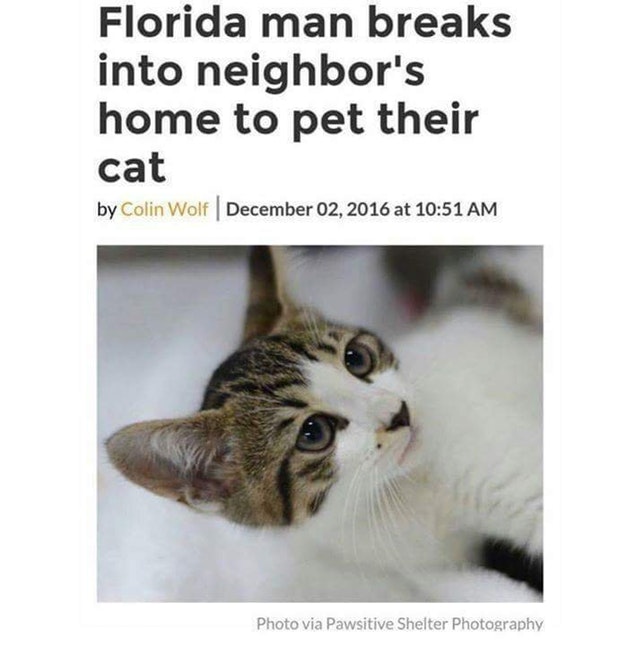 Florida man breaks
into neighbor's
home to pet their
cat
by Colin Wolf | December 02, 2016 at 10:51 AM
Photo via Pawsitive Shelter Photography